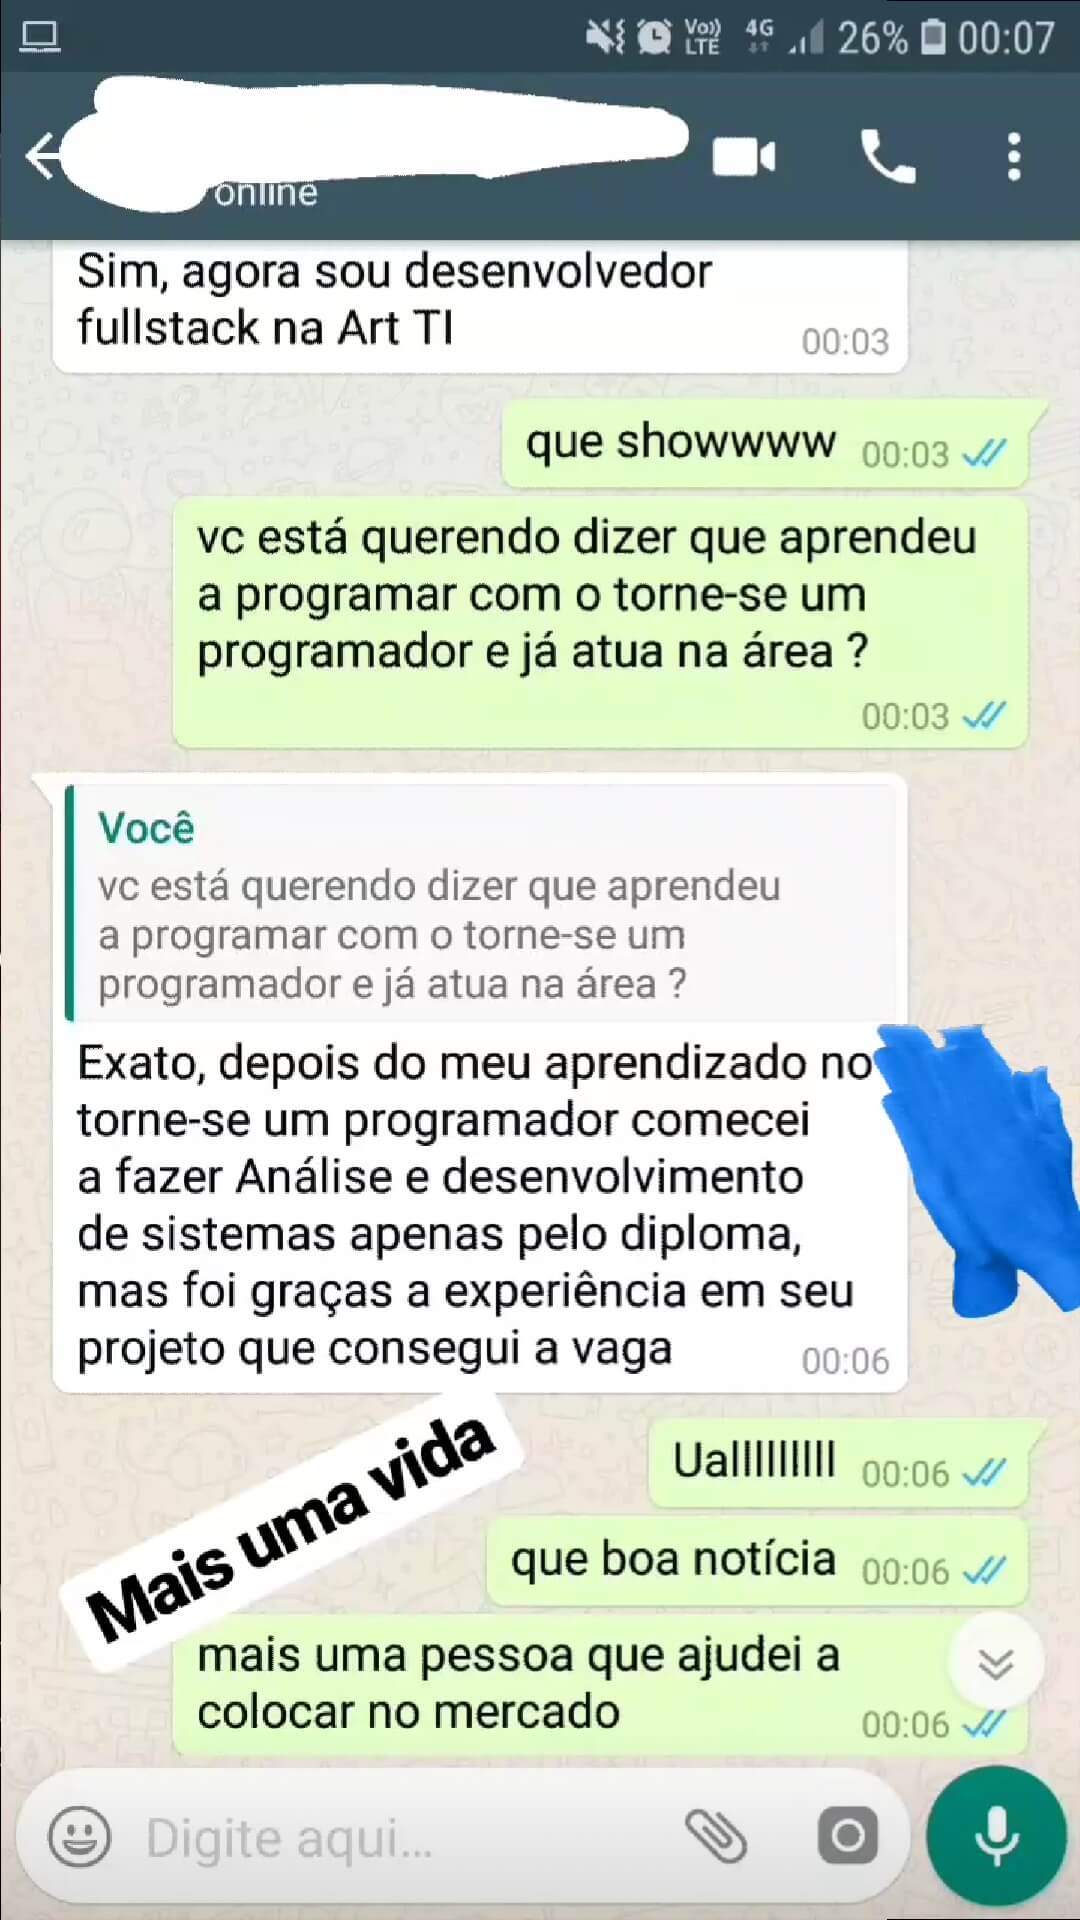 Vo)) 4G 26% 00:07
LTE
online
Sim, agora sou desenvolvedor
fullstack na Art TI
00:03
que showwww 00:03
vc está querendo dizer que aprendeu
a programar com o torne-se um
programador e já atua na área ?
00:03
Você
vc está querendo dizer que aprendeu
a programar com o torne-se um
programador e já atua na área ?
Exato, depois do meu aprendizado no
torne-se um programador comecei
a fazer Análise e desenvolvimento
de sistemas apenas pelo diploma,
mas foi graças a experiência em seu
projeto que consegui a vaga
00:06
Mais uma vida
Ualllllllll 00:06
que boa notícia 00:06
mais uma pessoa que ajudei a
colocar no mercado
00:06
Digite aqui...